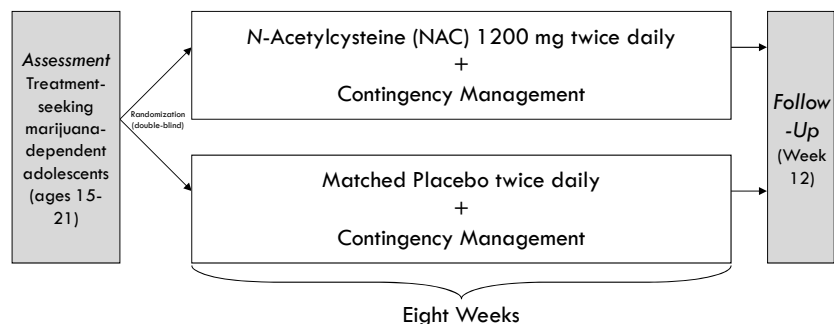 Assessment
Treatment-
seeking
marijuana-
dependent
adolescents
(ages 15-
21)
Randomization
(double-blind)
N-Acetylcysteine (NAC) 1200 mg twice daily
+
Contingency Management
Matched Placebo twice daily
+
Contingency Management
Follow
-Up
(Week
12)
Eight Weeks